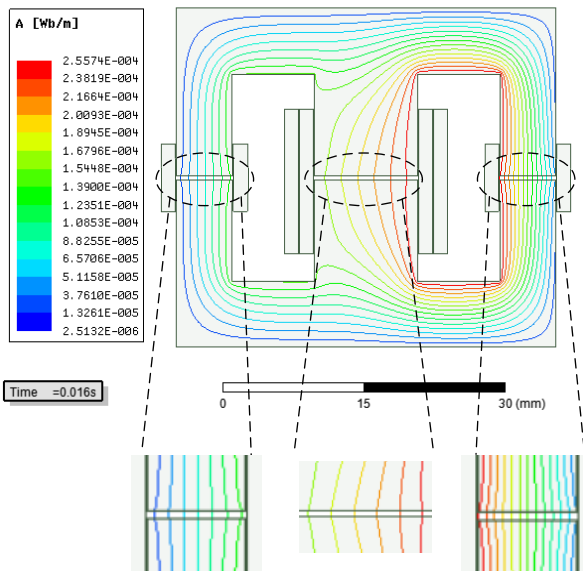 A [Wb/m]
2.5574E-004
2.3819E-004
2.1664E-004
2.0093E-004
1.8945E-004
1.6796E-004
1.5448E-004
1.3900E-004
1.2351E-004
1.0853E-004
8.8255E-005
6.5706E-005
5.1158E-005
3.7610E-005
1.3261E-005
2.5132E-006
Time =0.016s
0 15 30 (mm)